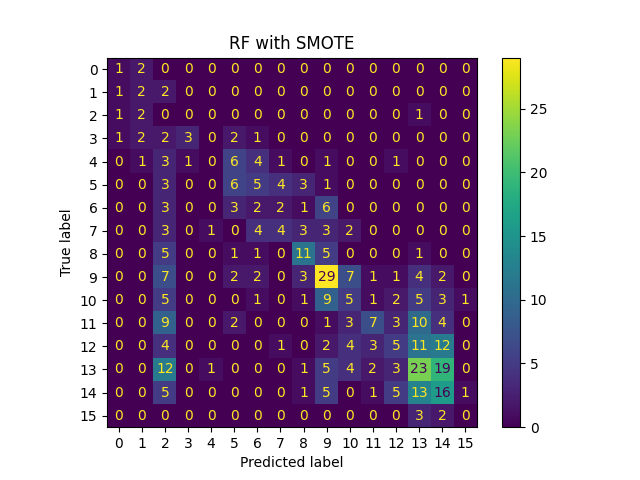 RF with SMOTE
True label
0 1 2 0 0 0 0 0 0 0 0 0 0 0 0 0 0
1 1 2 2 0 0 0 0 0 0 0 0 0 0 0 0 0
2 1 2 0 0 0 0 0 0 0 0 0 0 0 1 0 0
3 1 2 2 3 0 2 1 0 0 0 0 0 0 0 0 0
4 0 1 3 1 0 6 4 1 0 1 0 0 1 0 0 0
5 0 0 3 0 0 6 5 4 3 1 0 0 0 0 0 0
6 0 0 3 0 0 3 2 2 1 6 0 0 0 0 0 0
7 0 0 3 0 1 0 4 4 3 3 2 0 0 0 0 0
8 0 0 5 0 0 1 1 0 11 5 0 0 0 1 0 0
9 0 0 7 0 0 2 2 0 3 29 7 1 1 4 2 0
10 0 0 5 0 0 0 1 0 1 9 5 1 2 5 3 1
11 0 0 9 0 0 2 0 0 0 1 3 7 3 10 4 0
12 0 0 4 0 0 0 0 1 0 2 4 3 5 11 12 0
13 0 0 12 0 1 0 0 0 1 5 4 2 3 23 19 0
14 0 0 5 0 0 0 0 0 1 5 0 1 5 13 16 1
15 0 0 0 0 0 0 0 0 0 0 0 0 0 3 2 0
0 1 2 3 4 5 6 7 8 9 10 11 12 13 14 15
Predicted label
25
20
15
10
5
0